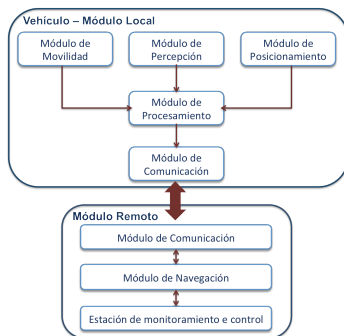 Vehículo – Módulo Local
Módulo de
Movilidad
Módulo de
Percepción
Módulo de
Posicionamiento
Módulo de
Procesamiento
Módulo de
Comunicación
Módulo Remoto
Módulo de Comunicación
Módulo de Navegación
Estación de monitoramiento e control